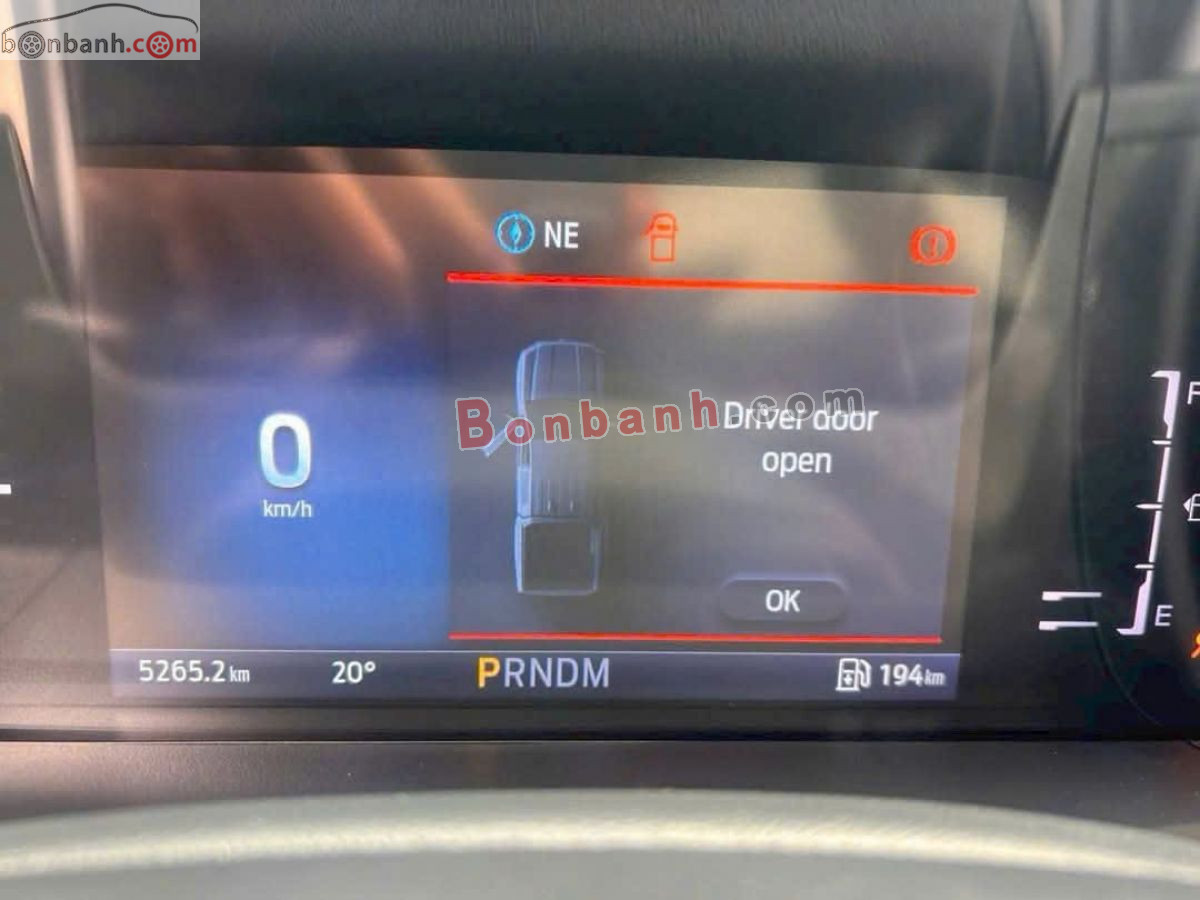 bonbanh.com
NE
Bonbanh.com
Driver door
open
0
km/h
OK
F
E
5265.2 km
20°
PRNDM
194 km